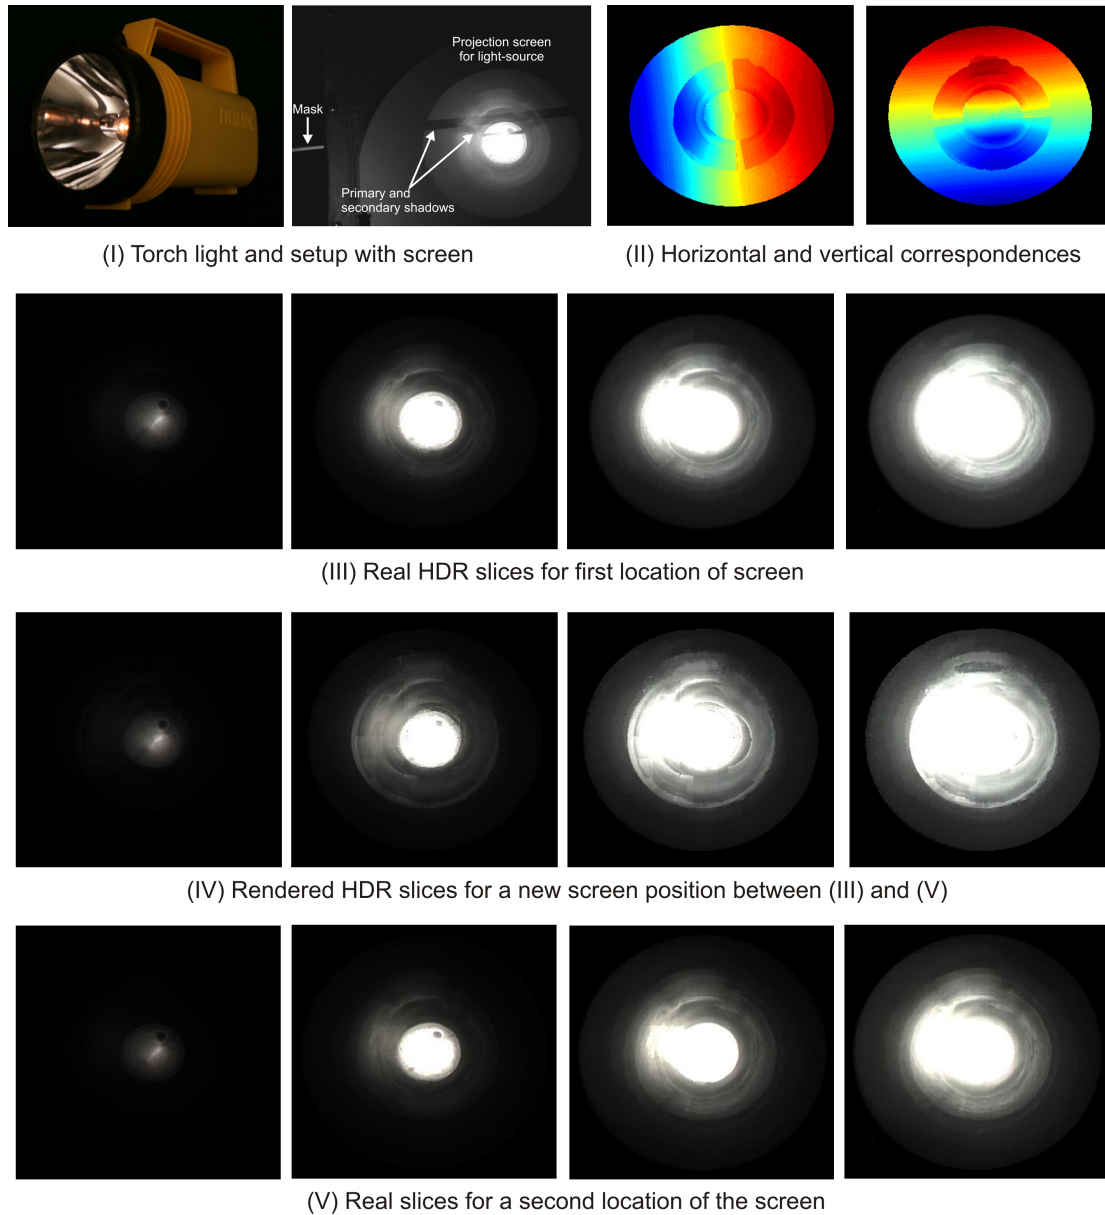 Projection screen
for light-source
Mask
Primary and
secondary shadows
(I) Torch light and setup with screen
(II) Horizontal and vertical correspondences
(III) Real HDR slices for first location of screen
(IV) Rendered HDR slices for a new screen position between (III) and (V)
(V) Real slices for a second location of the screen